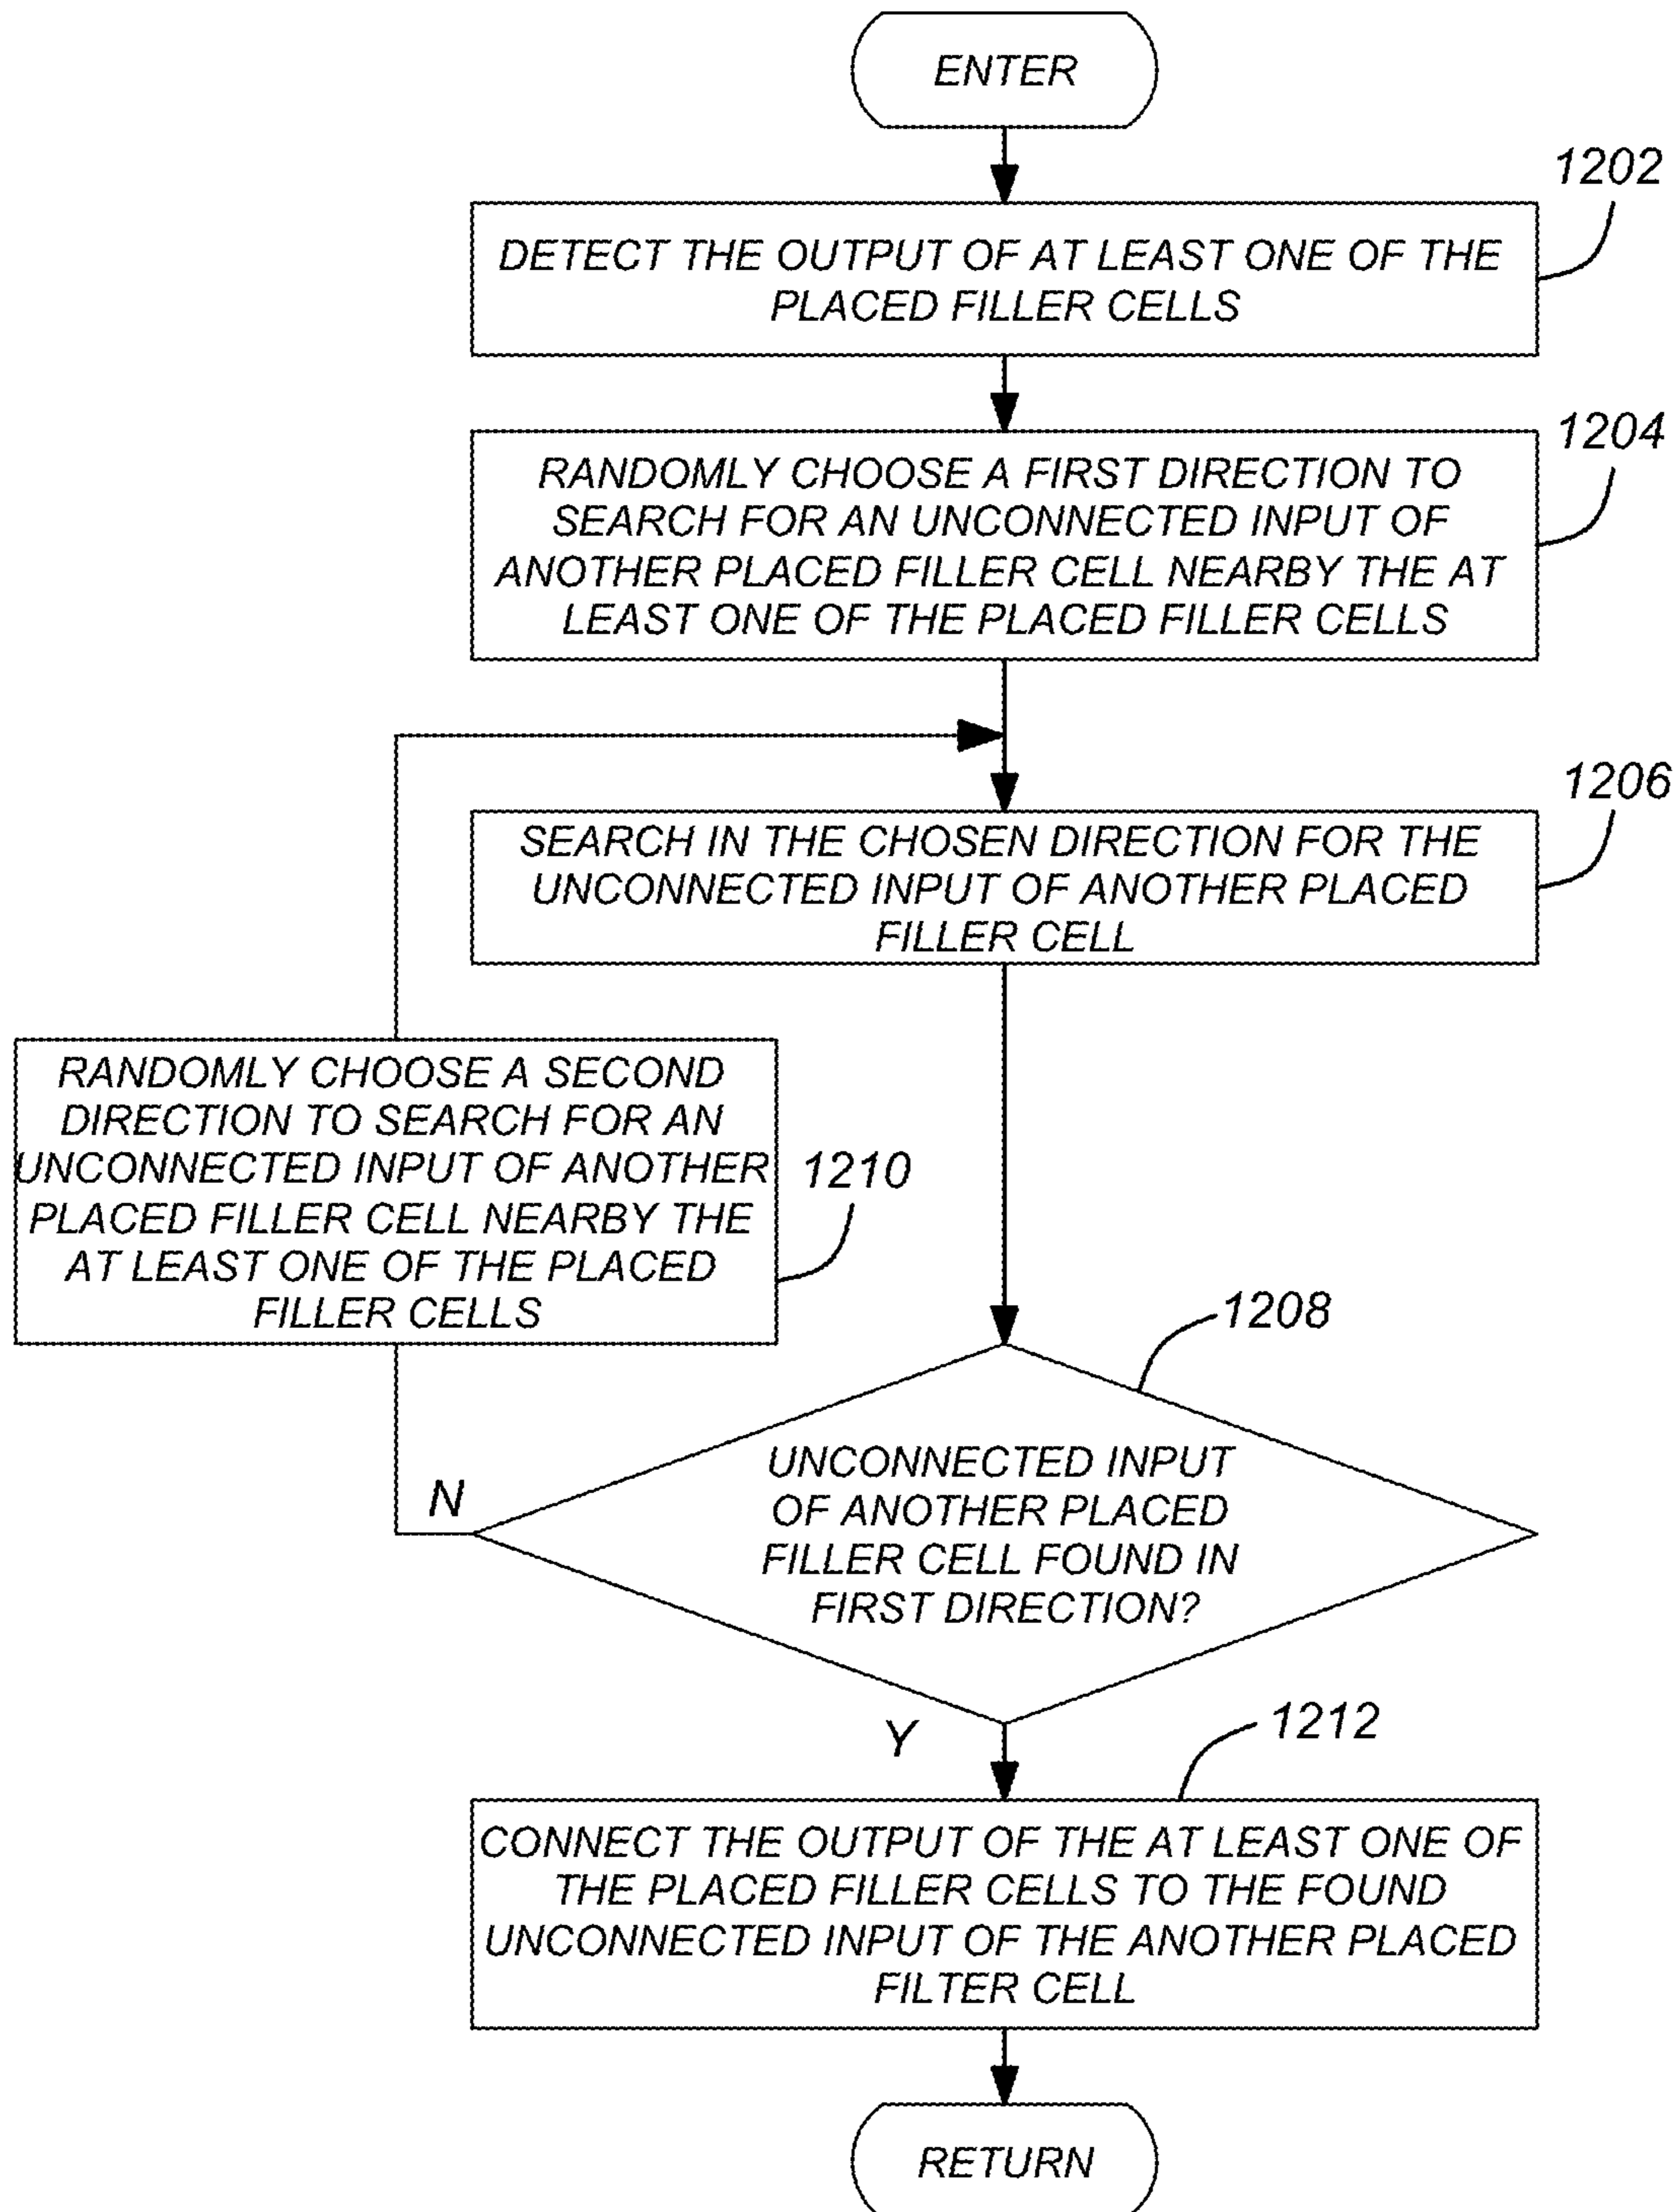 ENTER
1202
DETECT THE OUTPUT OF AT LEAST ONE OF THE
PLACED FILLER CELLS
1204
RANDOMLY CHOOSE A FIRST DIRECTION TO
SEARCH FOR AN UNCONNECTED INPUT OF
ANOTHER PLACED FILLER CELL NEARBY THE AT
LEAST ONE OF THE PLACED FILLER CELLS
1206
SEARCH IN THE CHOSEN DIRECTION FOR THE
UNCONNECTED INPUT OF ANOTHER PLACED
FILLER CELL
RANDOMLY CHOOSE A SECOND
DIRECTION TO SEARCH FOR AN
UNCONNECTED INPUT OF ANOTHER
PLACED FILLER CELL NEARBY THE
AT LEAST ONE OF THE PLACED
FILLER CELLS
1210
1208
UNCONNECTED INPUT
OF ANOTHER PLACED
FILLER CELL FOUND IN
FIRST DIRECTION?
N
Y
1212
CONNECT THE OUTPUT OF THE AT LEAST ONE OF
THE PLACED FILLER CELLS TO THE FOUND
UNCONNECTED INPUT OF THE ANOTHER PLACED
FILTER CELL
RETURN